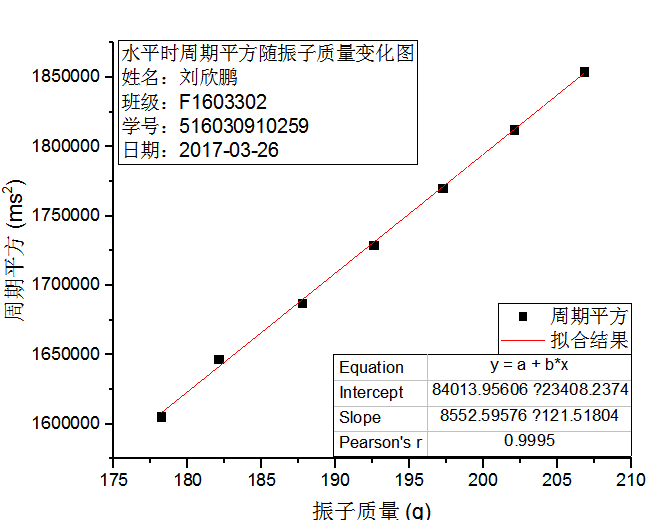 水平时周期平方随振子质量变化图
姓名：刘欣鹏
班级：F1603302
学号：516030910259
日期：2017-03-26
1850000
1800000
1750000
1700000
1650000
1600000
周期平方 (ms²)
周期平方
拟合结果
Equation y = a + b*x
Intercept 84013.95606 ?23408.2374
Slope 8552.59576 ?121.51804
Pearson's r 0.9995
175 180 185 190 195 200 205 210
振子质量 (g)